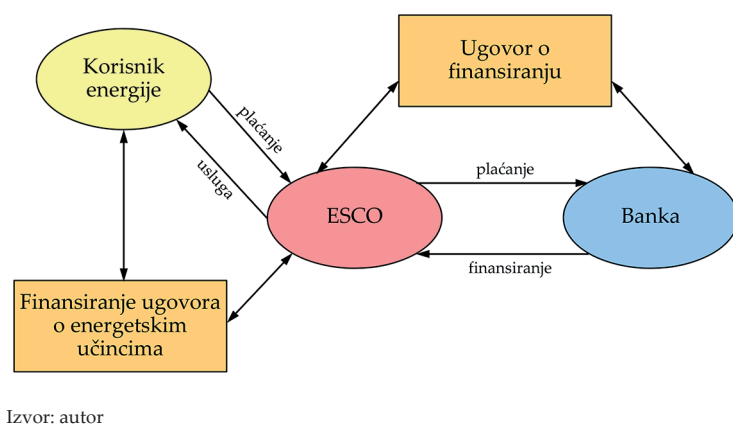 Korisnik
energije
Ugovor o
finansiranju
plaćanje
usluga
ESCO
plaćanje
Banka
finansiranje
Finansiranje ugovora
o energetskim
učincima
Izvor: autor